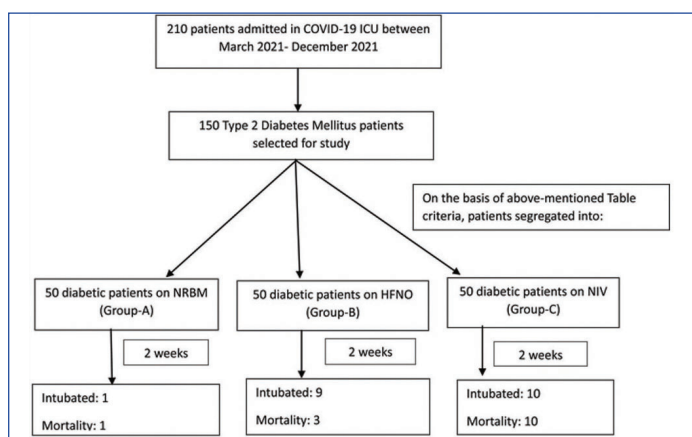 210 patients admitted in COVID-19 ICU between
March 2021- December 2021
150 Type 2 Diabetes Mellitus patients
selected for study
On the basis of above-mentioned Table
criteria, patients segregated into:
50 diabetic patients on NRBM
(Group-A)
50 diabetic patients on HFNO
(Group-B)
50 diabetic patients on NIV
(Group-C)
2 weeks
2 weeks
2 weeks
Intubated: 1
Mortality: 1
Intubated: 9
Mortality: 3
Intubated: 10
Mortality: 10